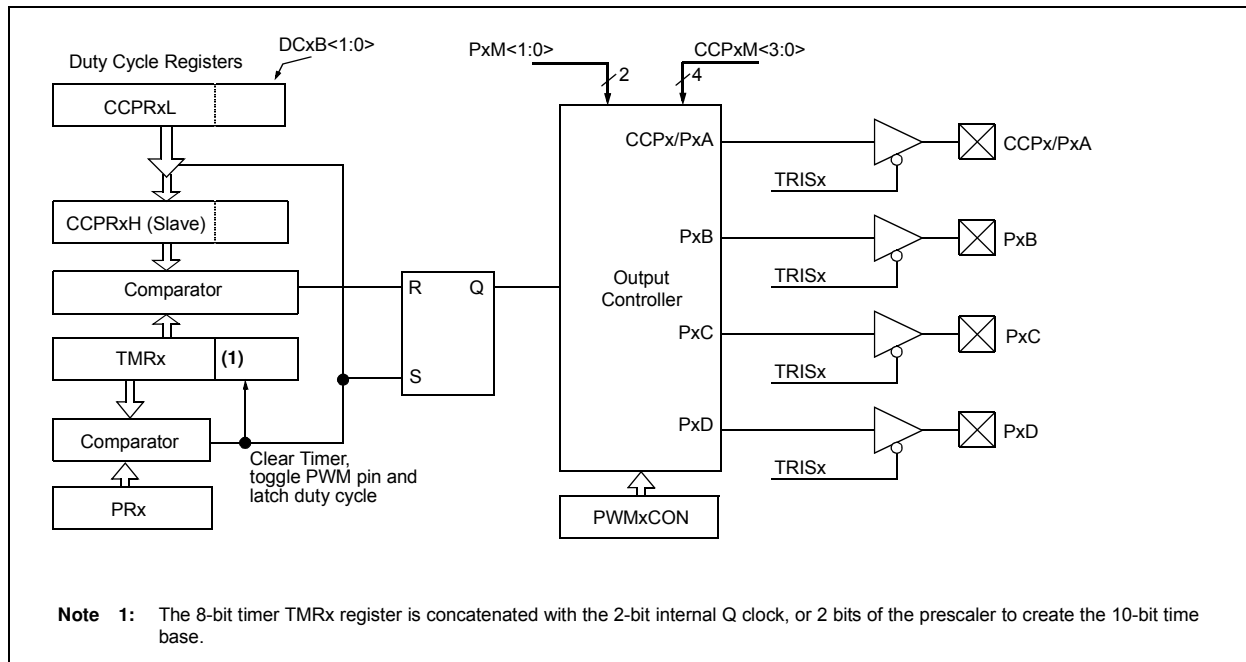 DCxB<1:0>
Duty Cycle Registers
CCPRxL
CCPRxH (Slave)
Comparator
TMRx
(1)
Comparator
PRx
Clear Timer,
toggle PWM pin and
latch duty cycle
R
Q
S
PxM<1:0>
2
CCPxM<3:0>
4
Output
Controller
CCPx/PxA
PxB
PxC
PxD
PWMxCON
TRISx
CCPx/PxA
TRISx
PxB
TRISx
PxC
TRISx
PxD
Note 1: The 8-bit timer TMRx register is concatenated with the 2-bit internal Q clock, or 2 bits of the prescaler to create the 10-bit time
base.